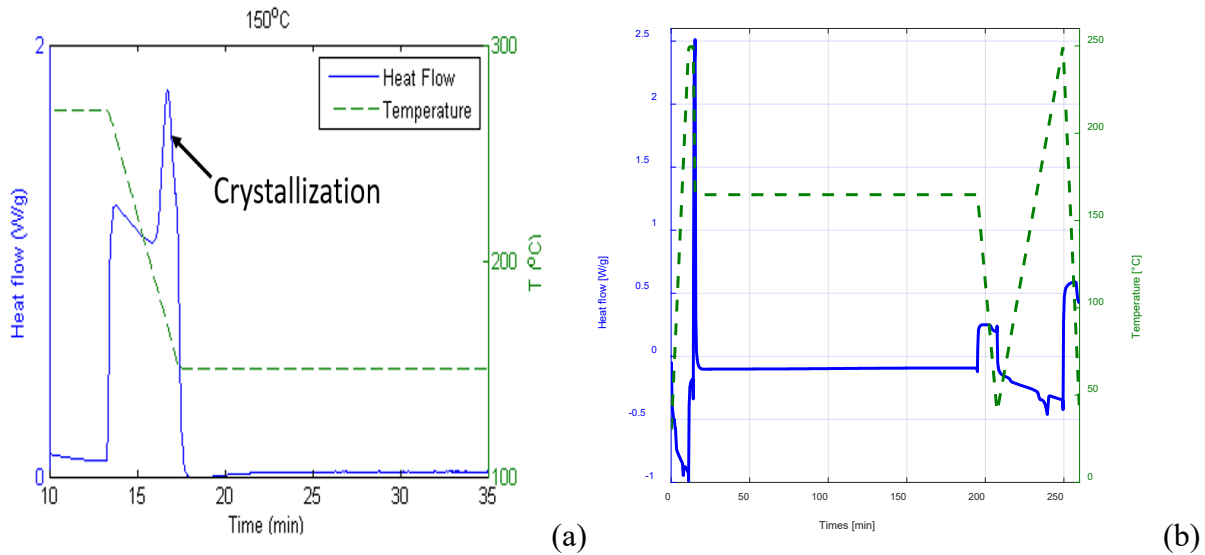 150°C
2
300
Heat Flow
Temperature
Crystallization
Heat flow (W/g)
200
T (°C)
0
100
10
15
20
25
30
35
Time (min)
(a)
2.5
2
1.5
1
0.5
0
-0.5
-1
Heat flow [W/g]
250
200
150
100
50
0
Temperature [°C]
0
50
100
150
200
250
Times [min]
(b)